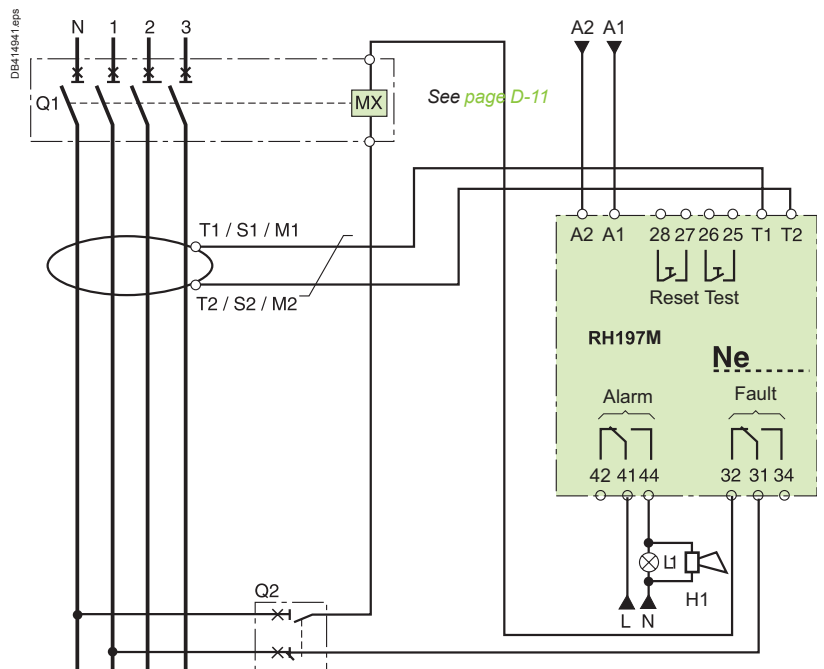 DB414941.eps
N 1 2 3
A2 A1
Q1
MX
See page D-11
T1 / S1 / M1
T2 / S2 / M2
A2 A1 28 27 26 25 T1 T2
Reset Test
RH197M
Ne
Alarm
Fault
42 41 44
32 31 34
L1
H1
L N
Q2